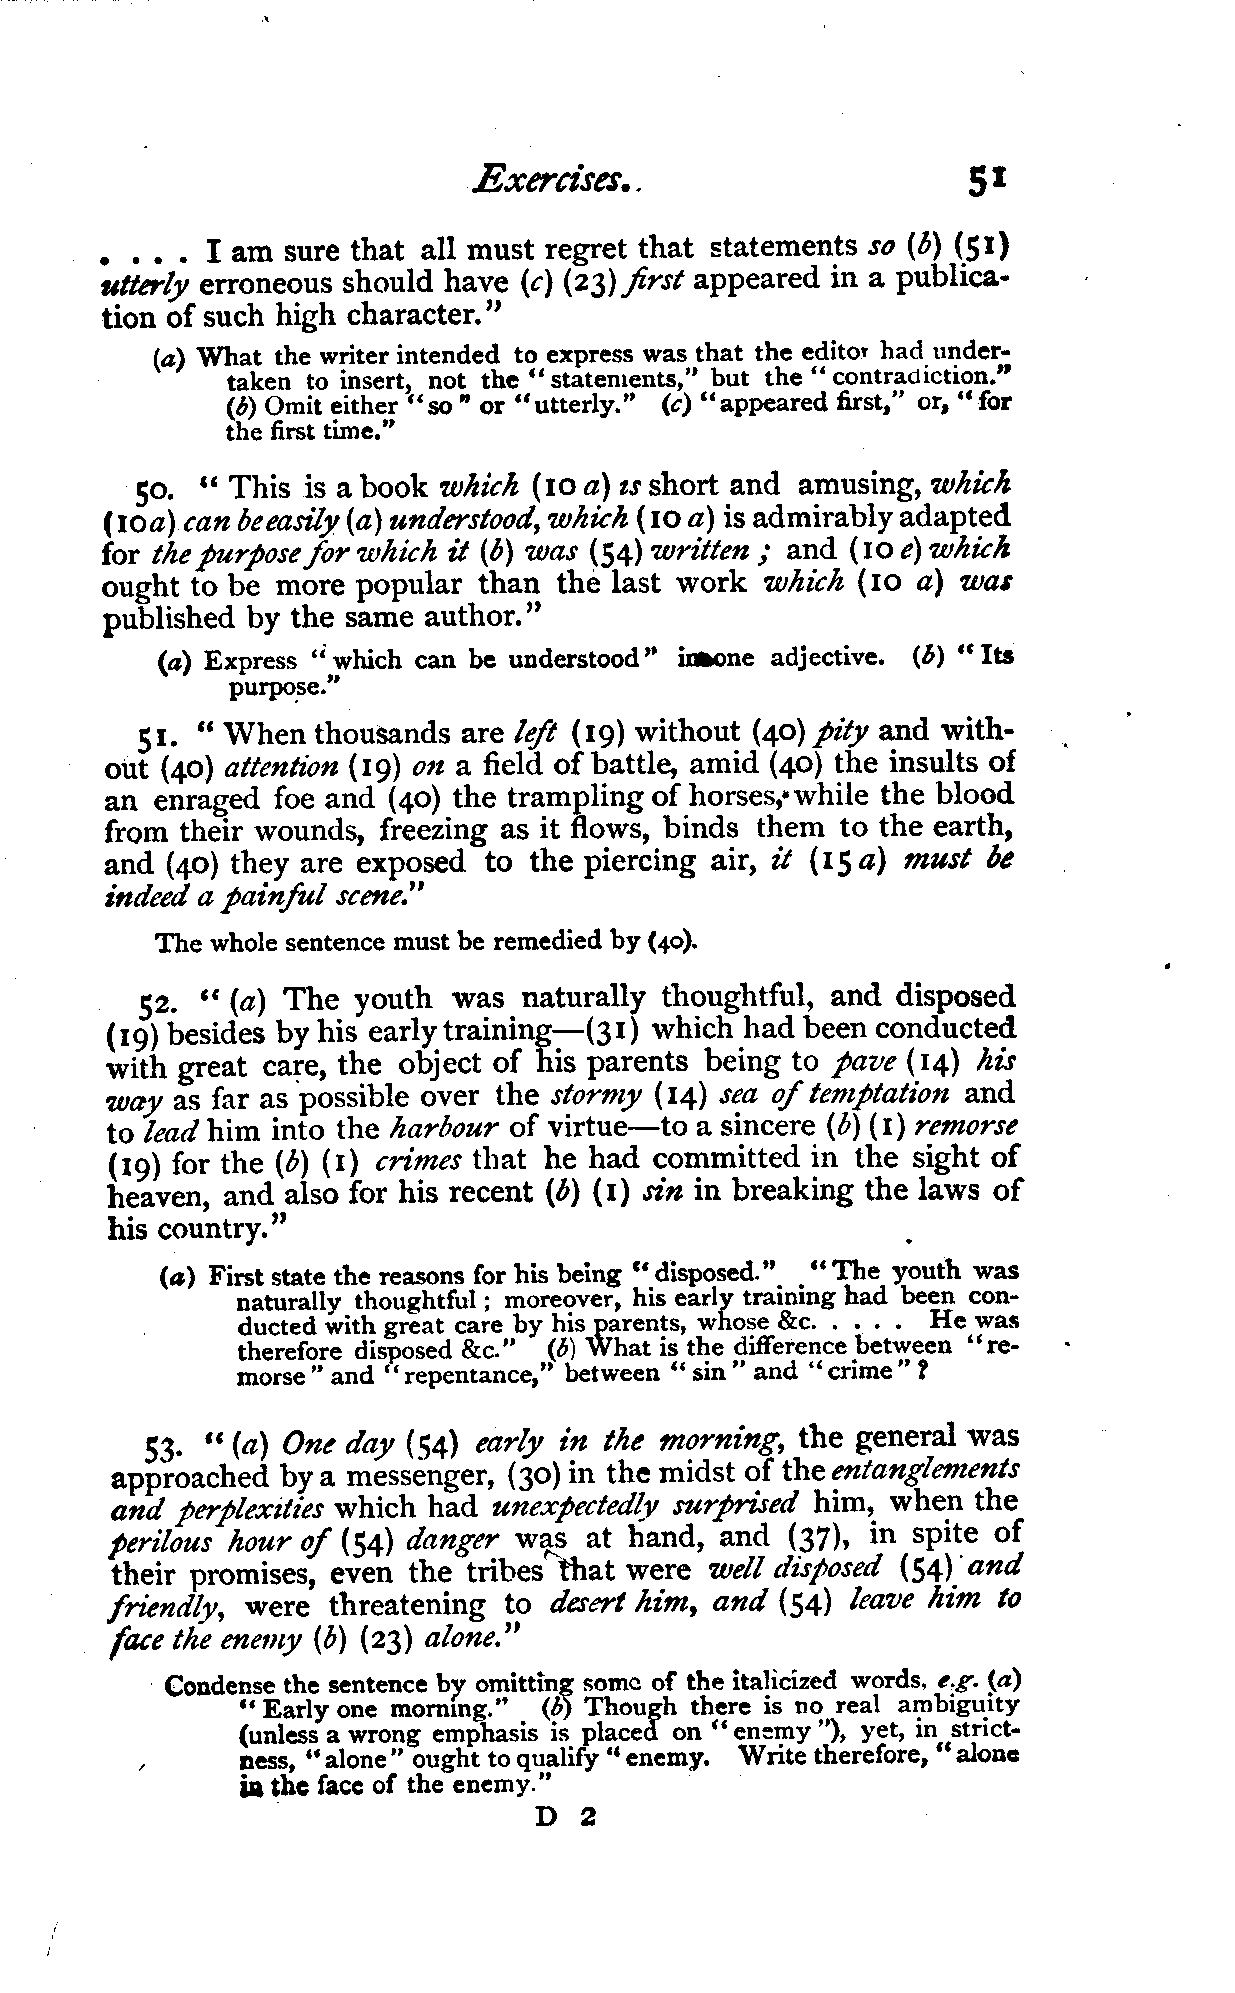 Exercises. 51
. . . . I am sure that all must regret that statements so (b) (51)
utterly erroneous should have (c) (23) first appeared in a publica-
tion of such high character."
(a) What the writer intended to express was that the editor had under-
taken to insert, not the "statements," but the "contradiction."
(b) Omit either "so" or "utterly." (c) "appeared first," or, "for
the first time."
50. "This is a book which (10 a) is short and amusing, which
(10a) can be easily (a) understood, which (10 a) is admirably adapted
for the purpose for which it (b) was (54) written; and (10 e) which
ought to be more popular than the last work which (10 a) was
published by the same author."
(a) Express "which can be understood" in one adjective. (b) "Its
purpose."
51. "When thousands are left (19) without (40) pity and with-
out (40) attention (19) on a field of battle, amid (40) the insults of
an enraged foe and (40) the trampling of horses, while the blood
from their wounds, freezing as it flows, binds them to the earth,
and (40) they are exposed to the piercing air, it (15 a) must be
indeed a painful scene."
The whole sentence must be remedied by (40).
52. "(a) The youth was naturally thoughtful, and disposed
(19) besides by his early training—(31) which had been conducted
with great care, the object of his parents being to pave (14) his
way as far as possible over the stormy (14) sea of temptation and
to lead him into the harbour of virtue—to a sincere (b) (1) remorse
(19) for the (b) (1) crimes that he had committed in the sight of
heaven, and also for his recent (b) (1) sin in breaking the laws of
his country."
(a) First state the reasons for his being "disposed." "The youth was
naturally thoughtful; moreover, his early training had been con-
ducted with great care by his parents, whose &c. . . . . . He was
therefore disposed &c." (b) What is the difference between "re-
morse" and "repentance," between "sin" and "crime"?
53. "(a) One day (54) early in the morning, the general was
approached by a messenger, (30) in the midst of the entanglements
and perplexities which had unexpectedly surprised him, when the
perilous hour of (54) danger was at hand, and (37), in spite of
their promises, even the tribes that were well disposed (54) and
friendly, were threatening to desert him, and (54) leave him to
face the enemy (b) (23) alone."
Condense the sentence by omitting some of the italicized words, e.g. (a)
"Early one morning." (b) Though there is no real ambiguity
(unless a wrong emphasis is placed on "enemy"), yet, in strict-
ness, "alone" ought to qualify "enemy. Write therefore, "alone
in the face of the enemy."
D 2